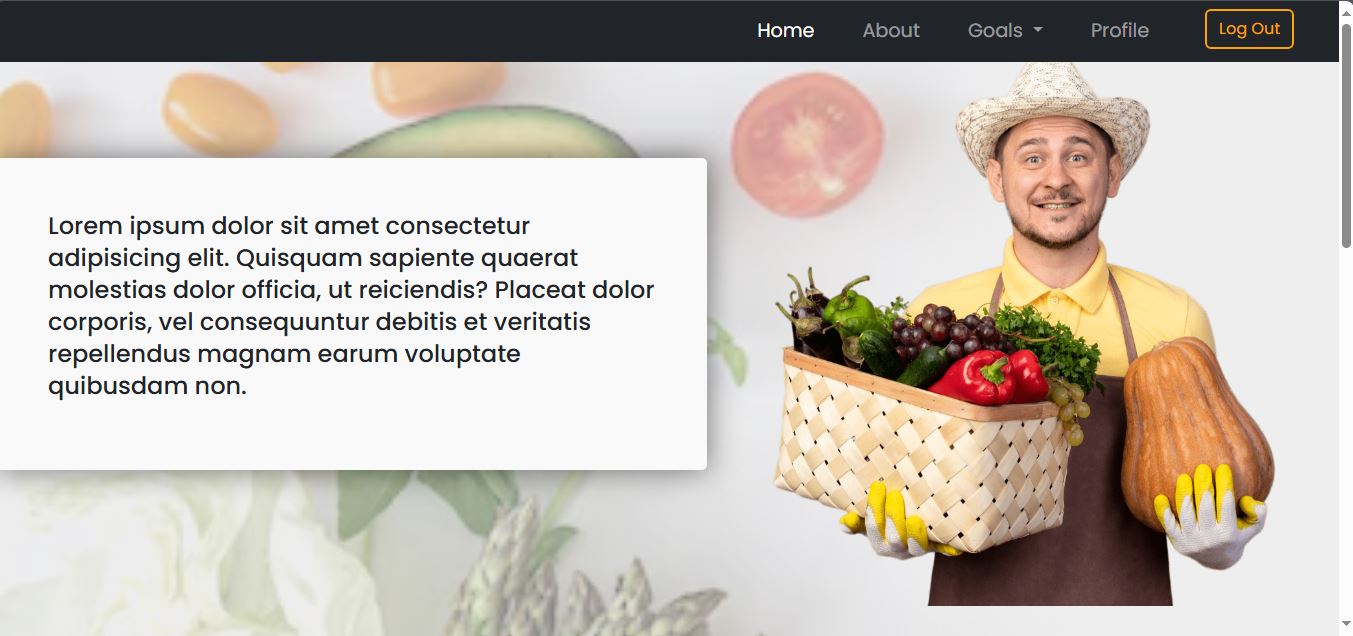 Home About Goals Profile Log Out
Lorem ipsum dolor sit amet consectetur
adipisicing elit. Quisquam sapiente quaerat
molestias dolor officia, ut reiciendis? Placeat dolor
corporis, vel consequuntur debitis et veritatis
repellendus magnam earum voluptate
quibusdam non.